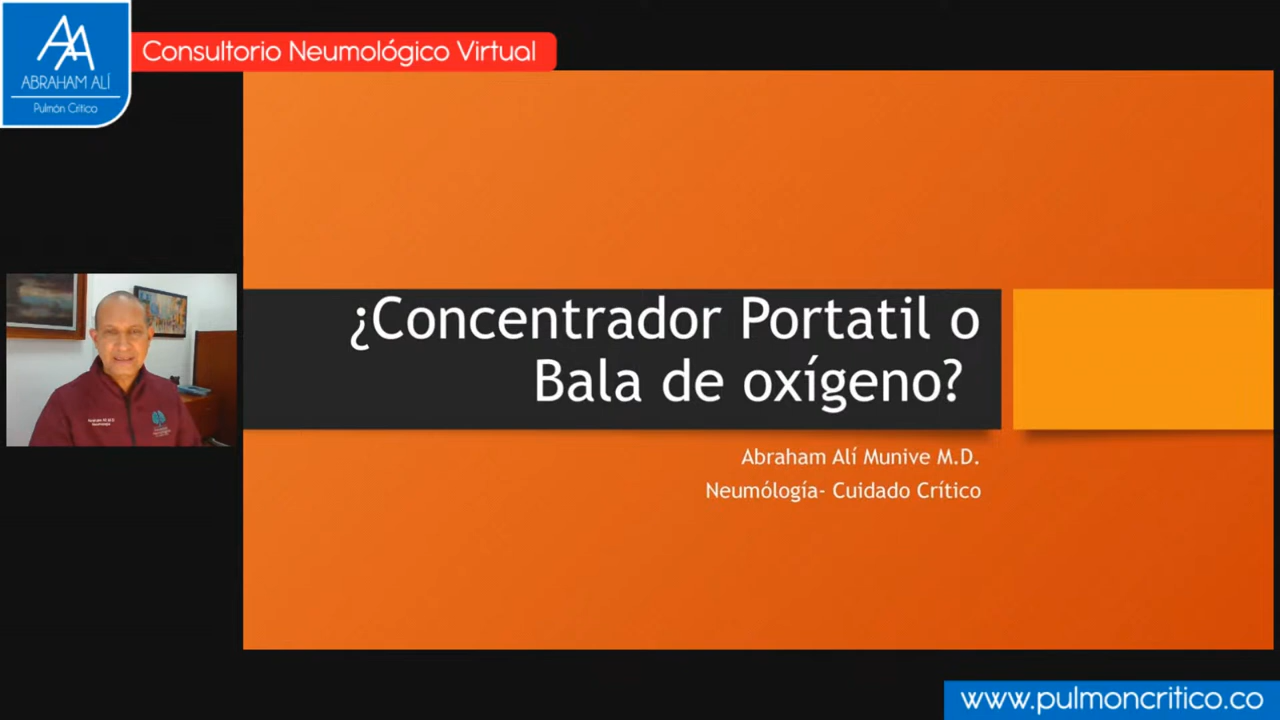 AA
ABRAHAM ALÍ
Pulmón Crítico
Consultorio Neumológico Virtual
¿Concentrador Portatil o
Bala de oxígeno?
Abraham Alí Munive M.D.
Neumólogía- Cuidado Crítico
www.pulmoncritico.co